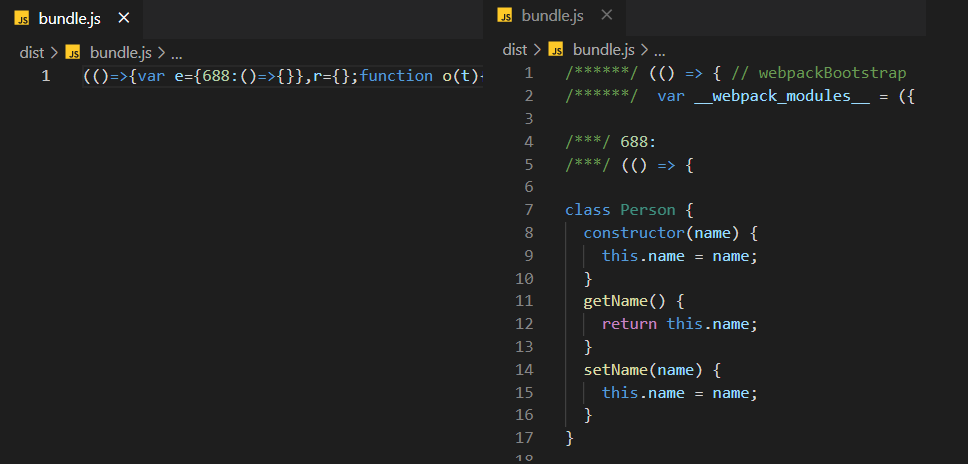 JS bundle.js ×
dist > JS bundle.js > ...
1 (()=>{var e={688:()=>{}},r={};function o(t)
JS bundle.js ×
dist > JS bundle.js > ...
1 /******/ (() => { // webpackBootstrap
2 /******/ var __webpack_modules__ = ({
3
4 /***/ 688:
5 /***/ (() => {
6
7 class Person {
8 constructor(name) {
9 this.name = name;
10 }
11 getName() {
12 return this.name;
13 }
14 setName(name) {
15 this.name = name;
16 }
17 }
18